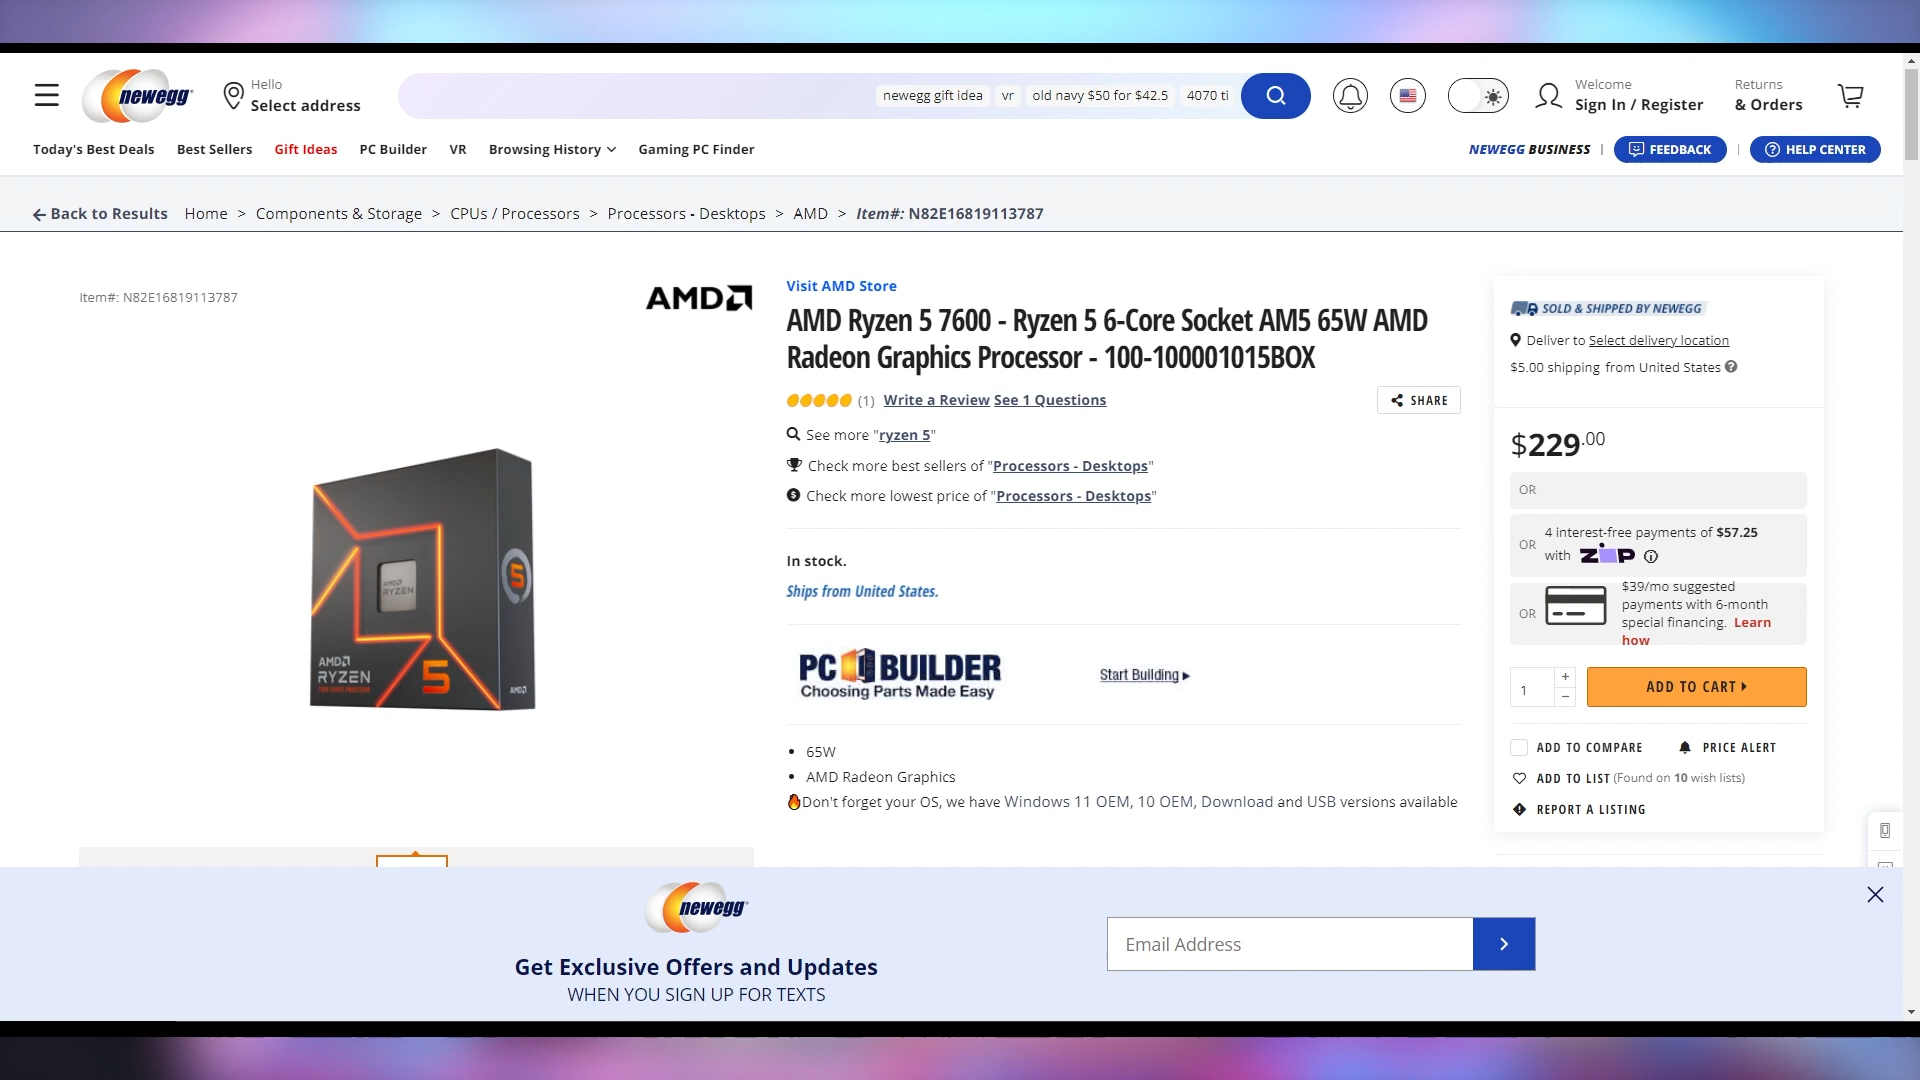 newegg
Hello
Select address
newegg gift idea
vr
old navy $50 for $42.5
4070 ti
Welcome
Sign In / Register
Returns
& Orders
Today's Best Deals
Best Sellers
Gift Ideas
PC Builder
VR
Browsing History
Gaming PC Finder
NEWEGG BUSINESS
FEEDBACK
HELP CENTER
Back to Results
Home > Components & Storage > CPUs / Processors > Processors - Desktops > AMD > Item#: N82E16819113787
Item#: N82E16819113787
AMD
AMD
RYZEN
AMD
RYZEN
5
5
AMD
Visit AMD Store
AMD Ryzen 5 7600 - Ryzen 5 6-Core Socket AM5 65W AMD
Radeon Graphics Processor - 100-100001015BOX
(1) Write a Review See 1 Questions
SHARE
See more "ryzen 5"
Check more best sellers of "Processors - Desktops"
Check more lowest price of "Processors - Desktops"
In stock.
Ships from United States.
PC BUILDER
Choosing Parts Made Easy
Start Building
65W
AMD Radeon Graphics
Don't forget your OS, we have Windows 11 OEM, 10 OEM, Download and USB versions available
SOLD & SHIPPED BY NEWEGG
Deliver to Select delivery location
$5.00 shipping from United States
$229.00
OR
OR
4 interest-free payments of $57.25
with ZIP
OR
$39/mo suggested
payments with 6-month
special financing. Learn
how
1
+
-
ADD TO CART
ADD TO COMPARE
PRICE ALERT
ADD TO LIST (Found on 10 wish lists)
REPORT A LISTING
newegg
Get Exclusive Offers and Updates
WHEN YOU SIGN UP FOR TEXTS
Email Address